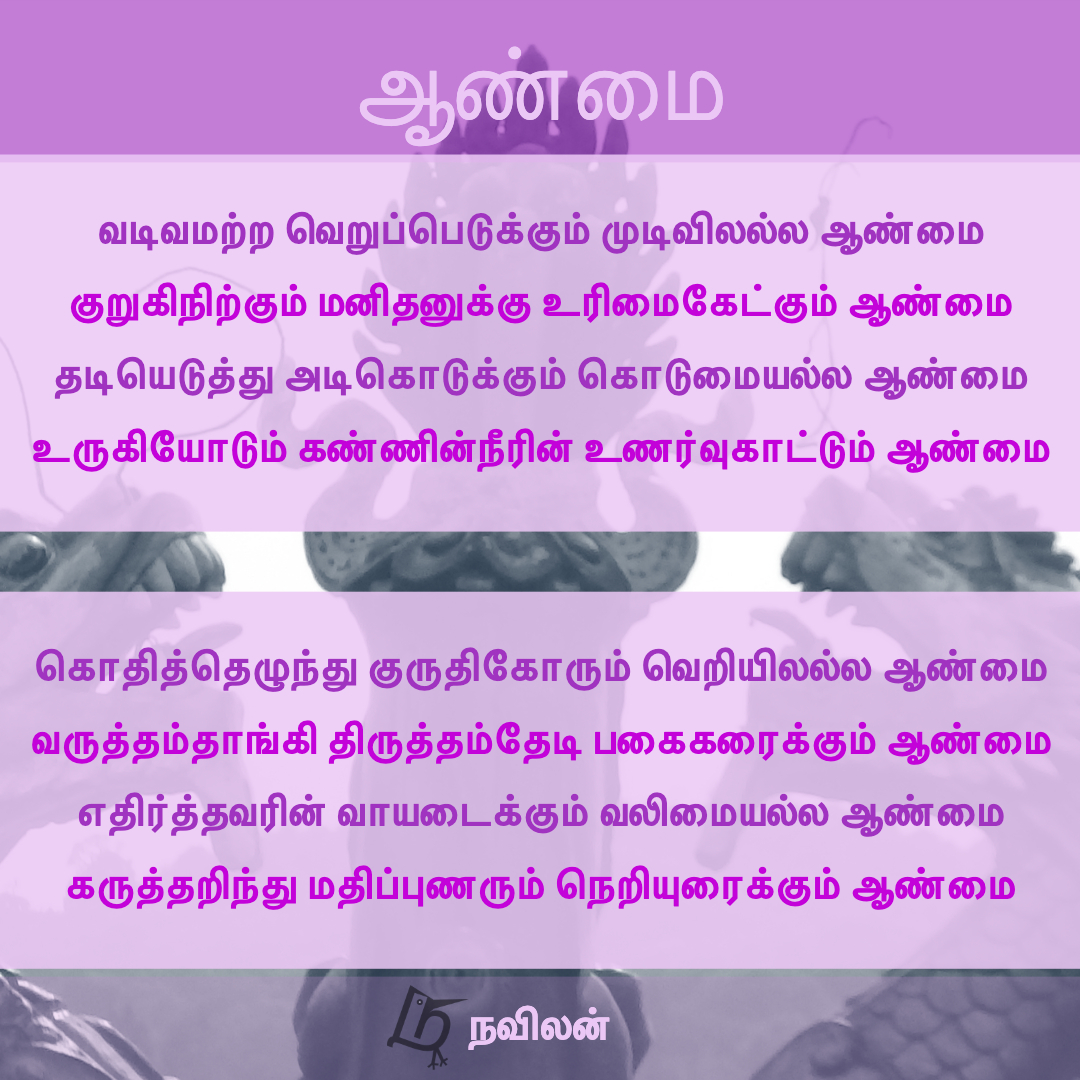 ஆண்மை
வடிவமற்ற வெறுப்பெடுக்கும் முடிவிலல்ல ஆண்மை
குறுகிநிற்கும் மனிதனுக்கு உரிமைகேட்கும் ஆண்மை
தடியெடுத்து அடிகொடுக்கும் கொடுமையல்ல ஆண்மை
உருகியோடும் கண்ணின்நீரின் உணர்வுகாட்டும் ஆண்மை
கொதித்தெழுந்து குருதிகோரும் வெறியிலல்ல ஆண்மை
வருத்தம்தாங்கி திருத்தம்தேடி பகைகரைக்கும் ஆண்மை
எதிர்த்தவரின் வாயடைக்கும் வலிமையல்ல ஆண்மை
கருத்தறிந்து மதிப்புணரும் நெறியுரைக்கும் ஆண்மை
நவிலன்